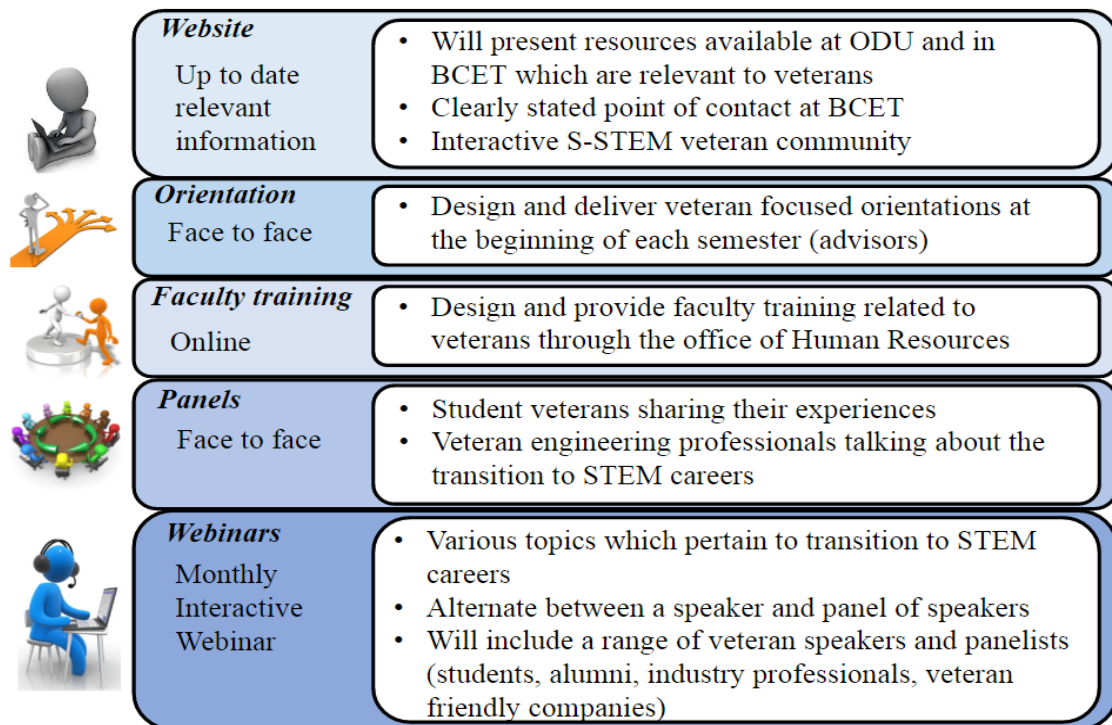 Website
Up to date
relevant
information
• Will present resources available at ODU and in
BCET which are relevant to veterans
• Clearly stated point of contact at BCET
• Interactive S-STEM veteran community
Orientation
Face to face
• Design and deliver veteran focused orientations at
the beginning of each semester (advisors)
Faculty training
Online
• Design and provide faculty training related to
veterans through the office of Human Resources
Panels
Face to face
• Student veterans sharing their experiences
• Veteran engineering professionals talking about the
transition to STEM careers
Webinars
Monthly
Interactive
Webinar
• Various topics which pertain to transition to STEM
careers
• Alternate between a speaker and panel of speakers
• Will include a range of veteran speakers and panelists
(students, alumni, industry professionals, veteran
friendly companies)